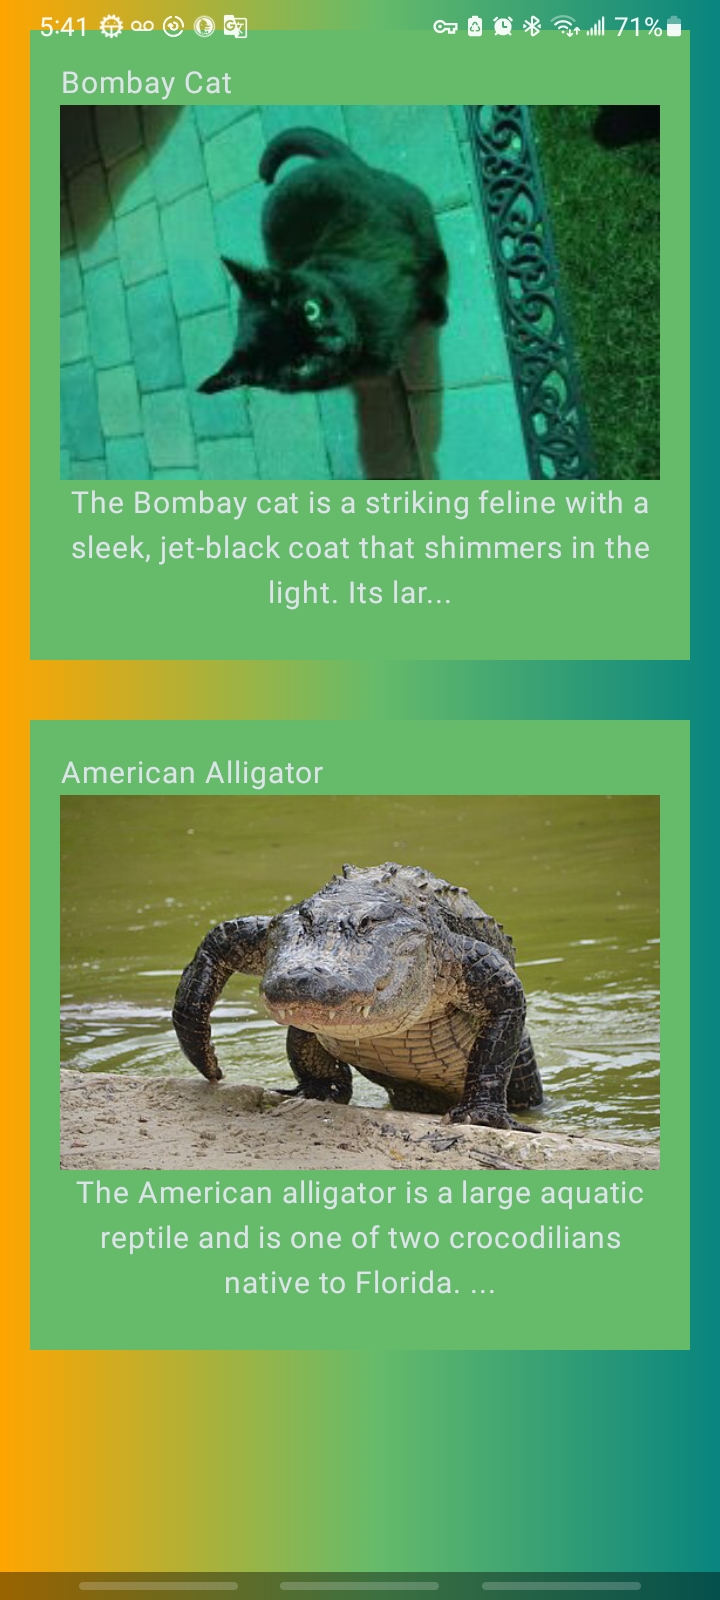 5:41 71%
Bombay Cat
The Bombay cat is a striking feline with a
sleek, jet-black coat that shimmers in the
light. Its lar...
American Alligator
The American alligator is a large aquatic
reptile and is one of two crocodilians
native to Florida. ...